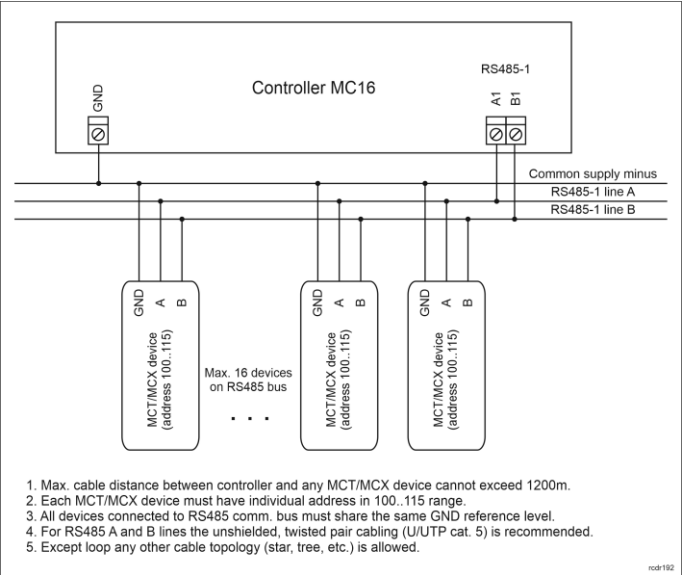 Controller MC16
RS485-1
GND
A1
B1
Common supply minus
RS485-1 line A
RS485-1 line B
GND
A
B
MCT/MCX device
(address 100..115)
Max. 16 devices
on RS485 bus
. . .
GND
A
B
MCT/MCX device
(address 100..115)
GND
A
B
MCT/MCX device
(address 100..115)
1. Max. cable distance between controller and any MCT/MCX device cannot exceed 1200m.
2. Each MCT/MCX device must have individual address in 100..115 range.
3. All devices connected to RS485 comm. bus must share the same GND reference level.
4. For RS485 A and B lines the unshielded, twisted pair cabling (U/UTP cat. 5) is recommended.
5. Except loop any other cable topology (star, tree, etc.) is allowed.
rcdr192